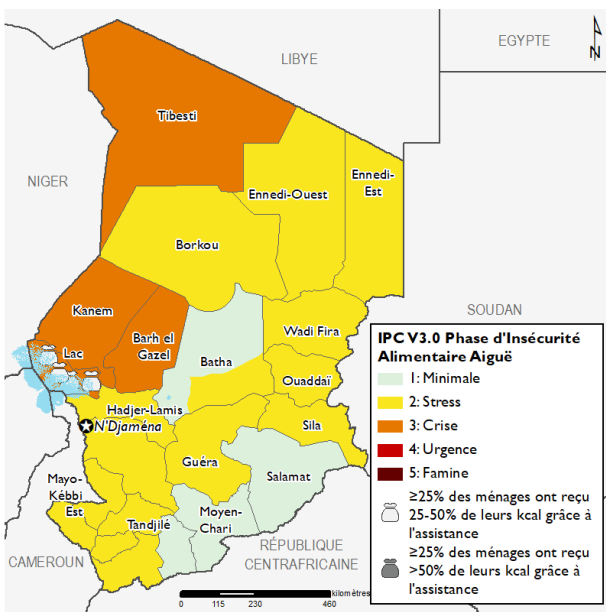 EGYPTE
N
LIBYE
Tibesti
NIGER
Ennedi-
Est
Ennedi-Ouest
Borkou
SOUDAN
Kanem
Barh el
Gazel
Wadi Fira
Lac
Batha
Ouaddaï
Hadjer-Lamis
N'Djaména
Sila
Guéra
Salamat
Mayo-
Kébbi
Est
Moyen-
Chari
Tandjilé
CAMEROUN
RÉPUBLIQUE
CENTRAFRICAINE
IPC V3.0 Phase d'Insécurité
Alimentaire Aiguë
1: Minimale
2: Stress
3: Crise
4: Urgence
5: Famine
≥25% des ménages ont reçu
25-50% de leurs kcal grâce à
l'assistance
≥25% des ménages ont reçu
>50% de leurs kcal grâce à
l'assistance
kilomètres
0 115 230 460